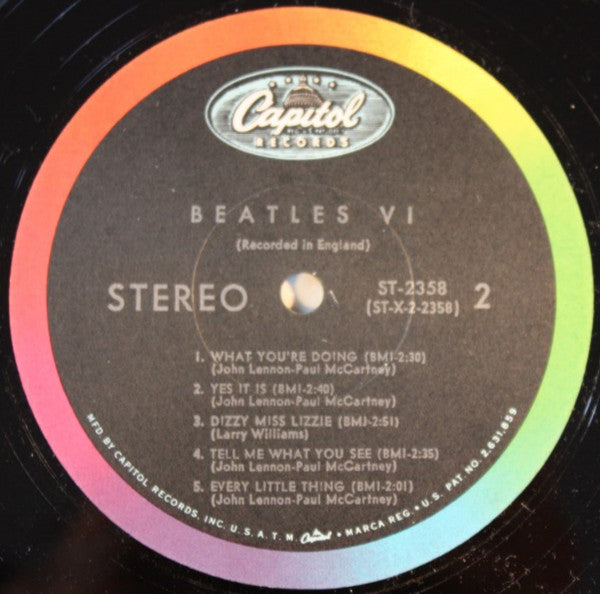 Capitol
RECORDS
BEATLES VI
(Recorded in England)
STEREO
ST-2358
(ST-X-2-2358)
2
1. WHAT YOU'RE DOING (BMI-2:30)
(John Lennon-Paul McCartney)
2. YES IT IS (BMI-2:40)
(John Lennon-Paul McCartney)
3. DIZZY MISS LIZZIE (BMI-2:51)
(Larry Williams)
4. TELL ME WHAT YOU SEE (BMI-2:35)
(John Lennon-Paul McCartney)
5. EVERY LITTLE THING (BMI-2:01)
(John Lennon-Paul McCartney)
MFD BY CAPITOL RECORDS, INC. U.S.A. T.M. Capitol • MARCA REG. • U.S. PAT. NO. 2,631,859